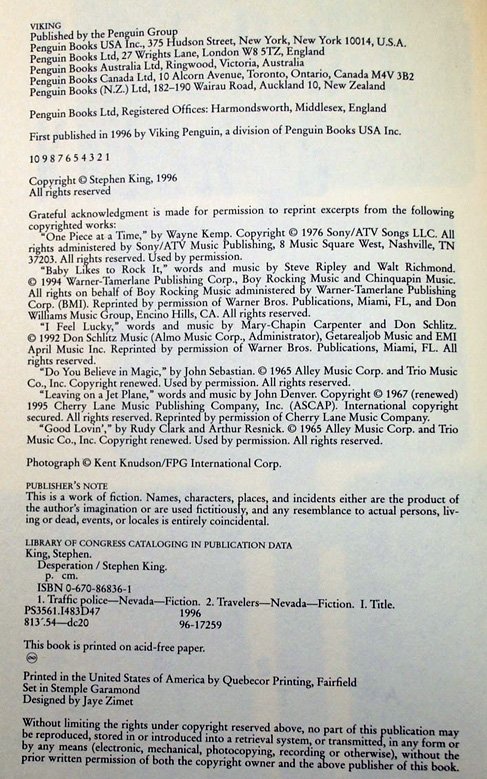 VIKING
Published by the Penguin Group
Penguin Books USA Inc., 375 Hudson Street, New York, New York 10014, U.S.A.
Penguin Books Ltd, 27 Wrights Lane, London W8 5TZ, England
Penguin Books Australia Ltd, Ringwood, Victoria, Australia
Penguin Books Canada Ltd, 10 Alcorn Avenue, Toronto, Ontario, Canada M4V 3B2
Penguin Books (N.Z.) Ltd, 182–190 Wairau Road, Auckland 10, New Zealand
Penguin Books Ltd, Registered Offices: Harmondsworth, Middlesex, England
First published in 1996 by Viking Penguin, a division of Penguin Books USA Inc.
10 9 8 7 6 5 4 3 2 1
Copyright © Stephen King, 1996
All rights reserved
Grateful acknowledgment is made for permission to reprint excerpts from the following
copyrighted works:
"One Piece at a Time," by Wayne Kemp. Copyright © 1976 Sony/ATV Songs LLC. All
rights administered by Sony/ATV Music Publishing, 8 Music Square West, Nashville, TN
37203. All rights reserved. Used by permission.
"Baby Likes to Rock It," words and music by Steve Ripley and Walt Richmond.
© 1994 Warner-Tamerlane Publishing Corp., Boy Rocking Music and Chinquapin Music.
All rights on behalf of Boy Rocking Music administered by Warner-Tamerlane Publishing
Corp. (BMI). Reprinted by permission of Warner Bros. Publications, Miami, FL, and Don
Williams Music Group, Encino Hills, CA. All rights reserved.
"I Feel Lucky," words and music by Mary-Chapin Carpenter and Don Schlitz.
© 1992 Don Schlitz Music (Almo Music Corp., Administrator), Getarealjob Music and EMI
April Music Inc. Reprinted by permission of Warner Bros. Publications, Miami, FL. All
rights reserved.
"Do You Believe in Magic," by John Sebastian. © 1965 Alley Music Corp. and Trio Music
Co., Inc. Copyright renewed. Used by permission. All rights reserved.
"Leaving on a Jet Plane," words and music by John Denver. Copyright © 1967 (renewed)
1995 Cherry Lane Music Publishing Company, Inc. (ASCAP). International copyright
secured. All rights reserved. Reprinted by permission of Cherry Lane Music Company.
"Good Lovin'," by Rudy Clark and Arthur Resnick. © 1965 Alley Music Corp. and Trio
Music Co., Inc. Copyright renewed. Used by permission. All rights reserved.
Photograph © Kent Knudson/FPG International Corp.
PUBLISHER'S NOTE
This is a work of fiction. Names, characters, places, and incidents either are the product of
the author's imagination or are used fictitiously, and any resemblance to actual persons, liv-
ing or dead, events, or locales is entirely coincidental.
LIBRARY OF CONGRESS CATALOGING IN PUBLICATION DATA
King, Stephen.
Desperation / Stephen King.
p. cm.
ISBN 0-670-86836-1
1. Traffic police—Nevada—Fiction. 2. Travelers—Nevada—Fiction. I. Title.
PS3561.I483D47 1996
813'.54—dc20 96-17259
This book is printed on acid-free paper.
Printed in the United States of America by Quebecor Printing, Fairfield
Set in Stemple Garamond
Designed by Jaye Zimet
Without limiting the rights under copyright reserved above, no part of this publication may
be reproduced, stored in or introduced into a retrieval system, or transmitted, in any form or
by any means (electronic, mechanical, photocopying, recording or otherwise), without the
prior written permission of both the copyright owner and the above publisher of this book.